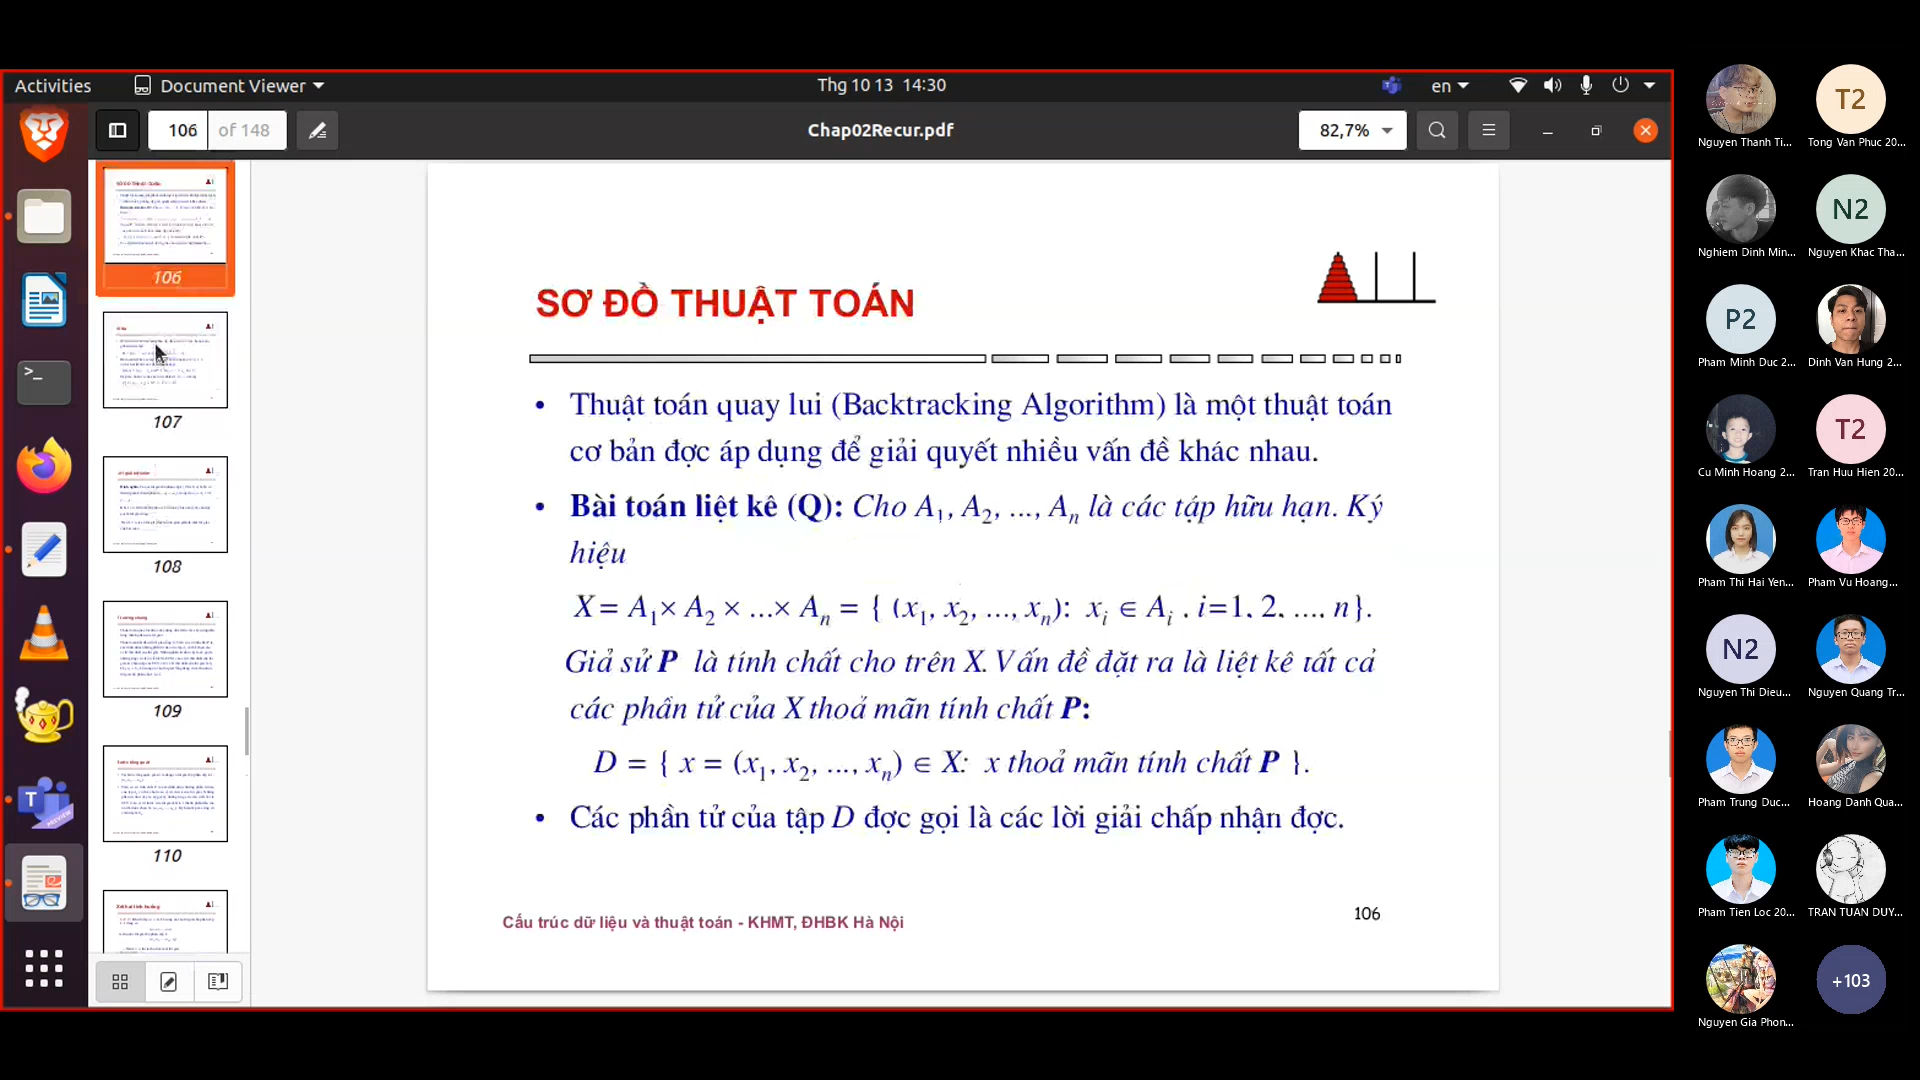 Activities
Document Viewer
Thg 10 13 14:30
en
106 of 148
Chap02Recur.pdf
82,7%
106
107
108
109
110
SƠ ĐỒ THUẬT TOÁN
• Thuật toán quay lui (Backtracking Algorithm) là một thuật toán
cơ bản đợc áp dụng để giải quyết nhiều vấn đề khác nhau.
• Bài toán liệt kê (Q): Cho A1, A2, ..., An là các tập hữu hạn. Ký
hiệu
X = A1× A2 × ...× An = { (x1, x2, ..., xn): xi ∈ Ai , i=1, 2, ..., n}.
Giả sử P là tính chất cho trên X. Vấn đề đặt ra là liệt kê tất cả
các phần tử của X thoả mãn tính chất P:
D = { x = (x1, x2, ..., xn) ∈ X: x thoả mãn tính chất P }.
• Các phần tử của tập D đợc gọi là các lời giải chấp nhận đợc.
Cấu trúc dữ liệu và thuật toán - KHMT, ĐHBK Hà Nội
106
Nguyen Thanh Ti...
T2
Tong Van Phuc 20...
Nghiem Dinh Min...
N2
Nguyen Khac Tha...
P2
Pham Minh Duc 2...
Dinh Van Hung 2...
Cu Minh Hoang 2...
T2
Tran Huu Hien 20...
Pham Thi Hai Yen...
Pham Vu Hoang...
N2
Nguyen Thi Dieu...
Nguyen Quang Tr...
Pham Trung Duc...
Hoang Danh Qua...
Pham Tien Loc 20...
TRAN TUAN DUY...
Nguyen Gia Phon...
+103